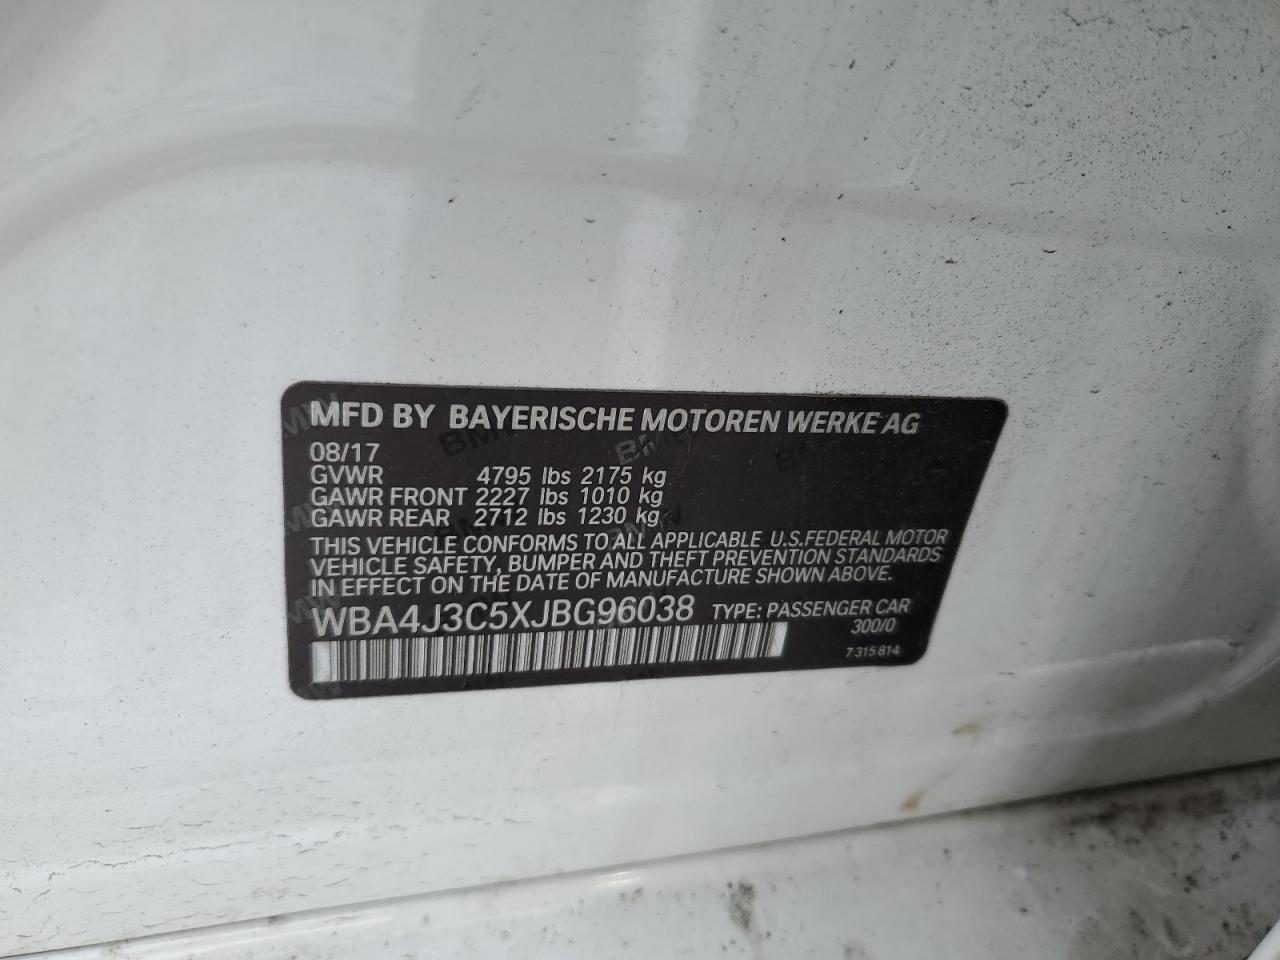 MFD BY BAYERISCHE MOTOREN WERKE AG
08/17
GVWR 4795 lbs 2175 kg
GAWR FRONT 2227 lbs 1010 kg
GAWR REAR 2712 lbs 1230 kg
THIS VEHICLE CONFORMS TO ALL APPLICABLE U.S.FEDERAL MOTOR
VEHICLE SAFETY, BUMPER AND THEFT PREVENTION STANDARDS
IN EFFECT ON THE DATE OF MANUFACTURE SHOWN ABOVE.
WBA4J3C5XJBG96038 TYPE: PASSENGER CAR
300/0
7 315 814